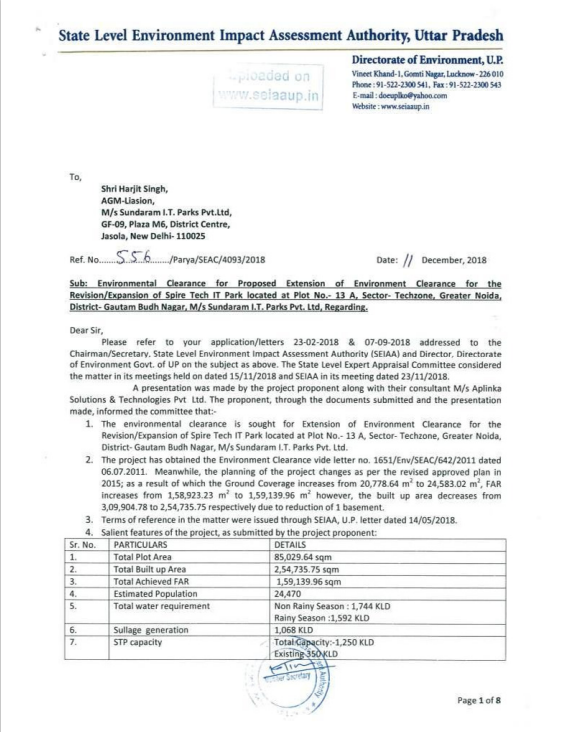 State Level Environment Impact Assessment Authority, Uttar Pradesh
Directorate of Environment, U.P.
Vineet Khand-1, Gomti Nagar, Lucknow - 226 010
Phone : 91-522-2300 541, Fax : 91-522-2300 543
E-mail : doeuplko@yahoo.com
Website : www.seiaaup.in
uploaded on
www.seiaaup.in
To,
Shri Harjit Singh,
AGM-Liasion,
M/s Sundaram I.T. Parks Pvt.Ltd,
GF-09, Plaza M6, District Centre,
Jasola, New Delhi- 110025
Ref. No.......556......../Parya/SEAC/4093/2018 Date: 11 December, 2018
Sub: Environmental Clearance for Proposed Extension of Environment Clearance for the
Revision/Expansion of Spire Tech IT Park located at Plot No.- 13 A, Sector- Techzone, Greater Noida,
District- Gautam Budh Nagar, M/s Sundaram I.T. Parks Pvt. Ltd, Regarding.
Dear Sir,
Please refer to your application/letters 23-02-2018 & 07-09-2018 addressed to the
Chairman/Secretary, State Level Environment Impact Assessment Authority (SEIAA) and Director, Directorate
of Environment Govt. of UP on the subject as above. The State Level Expert Appraisal Committee considered
the matter in its meetings held on dated 15/11/2018 and SEIAA in its meeting dated 23/11/2018.
A presentation was made by the project proponent along with their consultant M/s Aplinka
Solutions & Technologies Pvt Ltd. The proponent, through the documents submitted and the presentation
made, informed the committee that:-
1. The environmental clearance is sought for Extension of Environment Clearance for the
Revision/Expansion of Spire Tech IT Park located at Plot No.- 13 A, Sector- Techzone, Greater Noida,
District- Gautam Budh Nagar, M/s Sundaram I.T. Parks Pvt. Ltd.
2. The project has obtained the Environment Clearance vide letter no. 1651/Env/SEAC/642/2011 dated
06.07.2011. Meanwhile, the planning of the project changes as per the revised approved plan in
2015; as a result of which the Ground Coverage increases from 20,778.64 m² to 24,583.02 m², FAR
increases from 1,58,923.23 m² to 1,59,139.96 m² however, the built up area decreases from
3,09,904.78 to 2,54,735.75 respectively due to reduction of 1 basement.
3. Terms of reference in the matter were issued through SEIAA, U.P. letter dated 14/05/2018.
4. Salient features of the project, as submitted by the project proponent:
Sr. No. PARTICULARS DETAILS
1. Total Plot Area 85,029.64 sqm
2. Total Built up Area 2,54,735.75 sqm
3. Total Achieved FAR 1,59,139.96 sqm
4. Estimated Population 24,470
5. Total water requirement Non Rainy Season : 1,744 KLD
Rainy Season :1,592 KLD
6. Sullage generation 1,068 KLD
7. STP capacity Total Capacity:-1,250 KLD
Existing 350 KLD
Secretary
Authority
Page 1 of 8